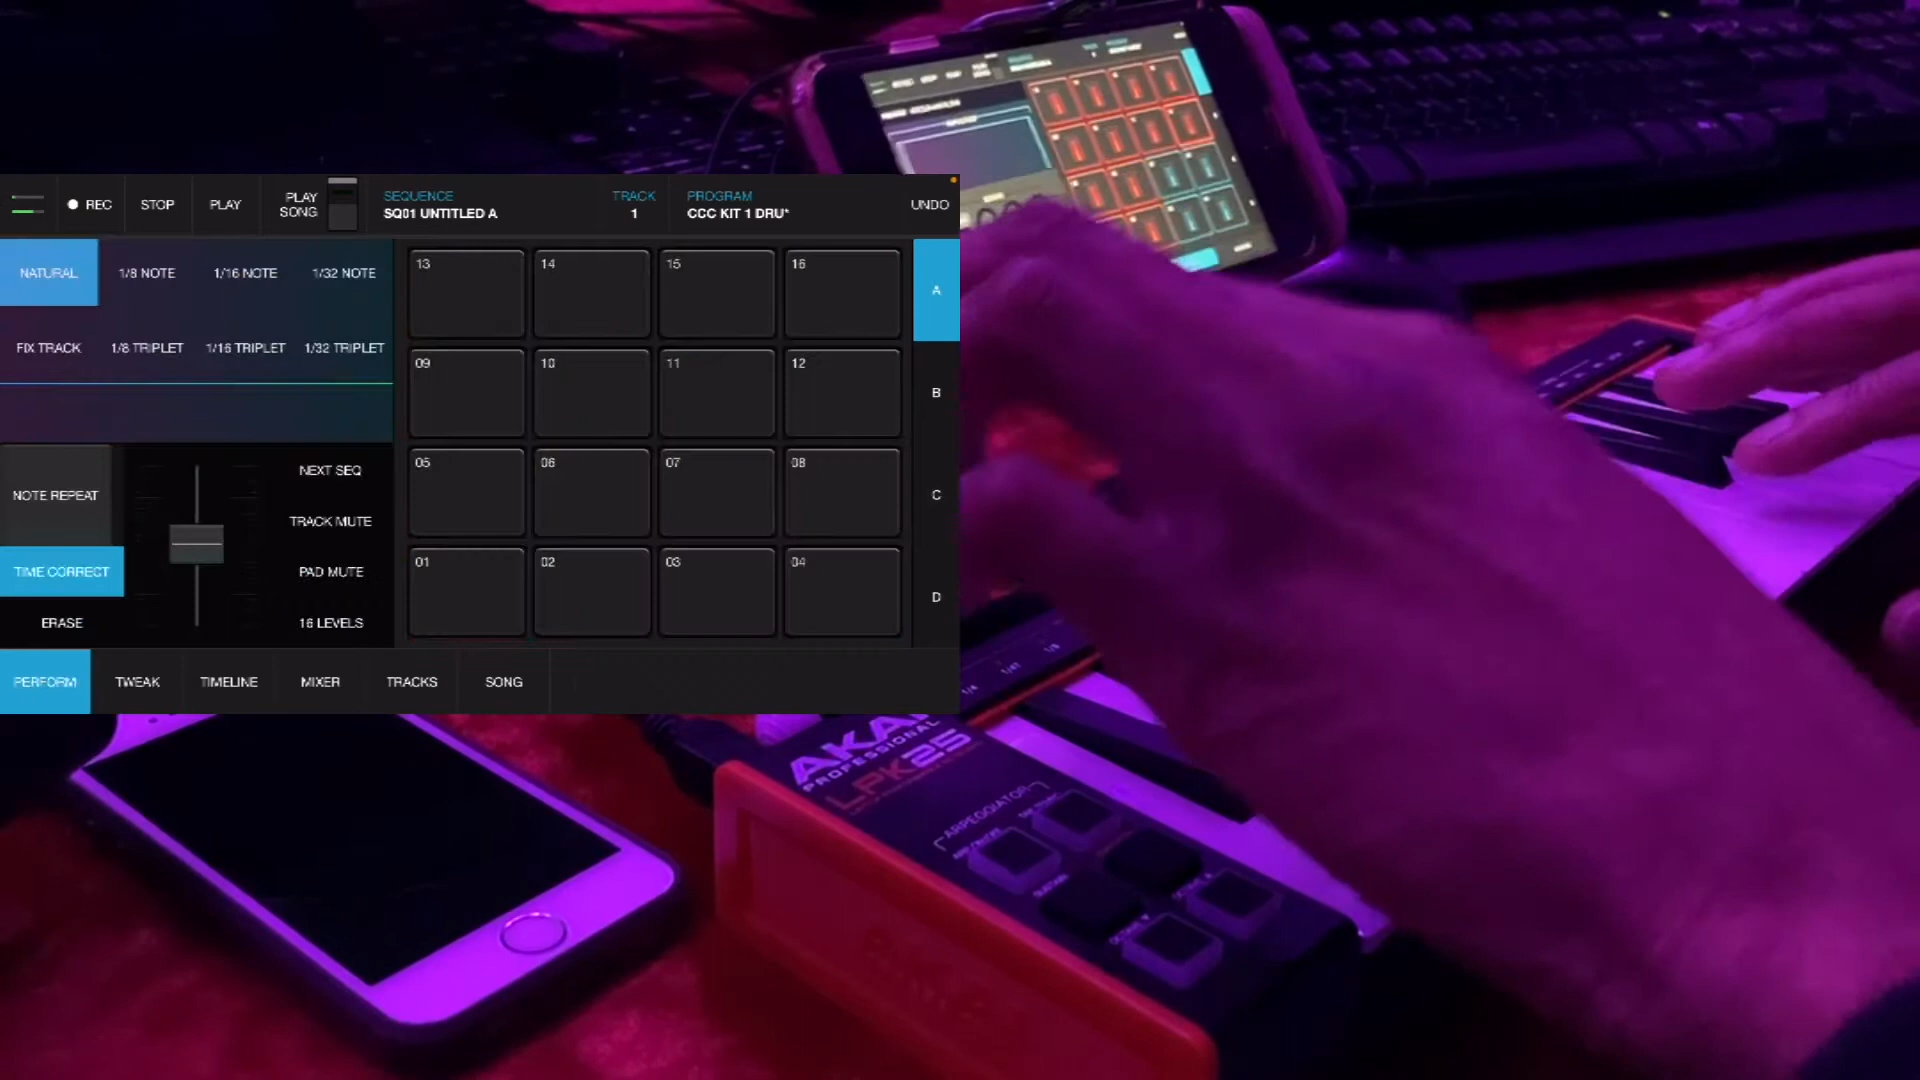 REC
STOP
PLAY
PLAY
SONG
SEQUENCE
SQ01 UNTITLED A
TRACK
1
PROGRAM
CCC KIT 1 DRU*
UNDO
NATURAL
1/8 NOTE
1/16 NOTE
1/32 NOTE
FIX TRACK
1/8 TRIPLET
1/16 TRIPLET
1/32 TRIPLET
NOTE REPEAT
TIME CORRECT
ERASE
NEXT SEQ
TRACK MUTE
PAD MUTE
16 LEVELS
13
14
15
16
09
10
11
12
05
06
07
08
01
02
03
04
A
B
C
D
PERFORM
TWEAK
TIMELINE
MIXER
TRACKS
SONG
AKAI
PROFESSIONAL
LPK25
ARPEGGIATOR